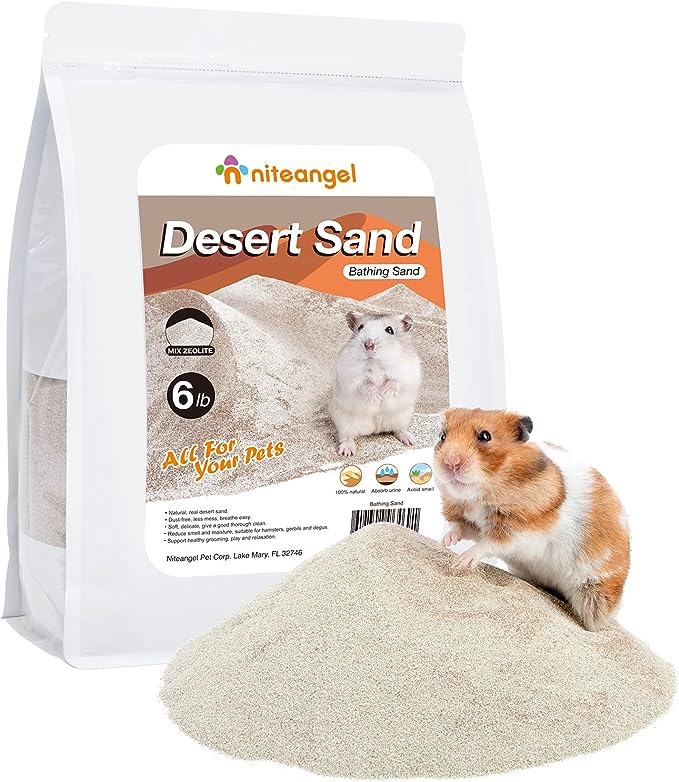 niteangel
Desert Sand
Bathing Sand
MIX ZEOLITE
6 lb
All For
Your Pets
100% natural
Absorb urine
Avoid smell
Bathing Sand
• Natural, real desert sand.
• Dust-free, less mess, breathe easy.
• Soft, delicate, give a good thorough clean.
• Reduce smell and moisture, suitable for hamsters, gerbils and degus.
• Support healthy grooming, play and relaxation.
Niteangel Pet Corp. Lake Mary, FL 32746